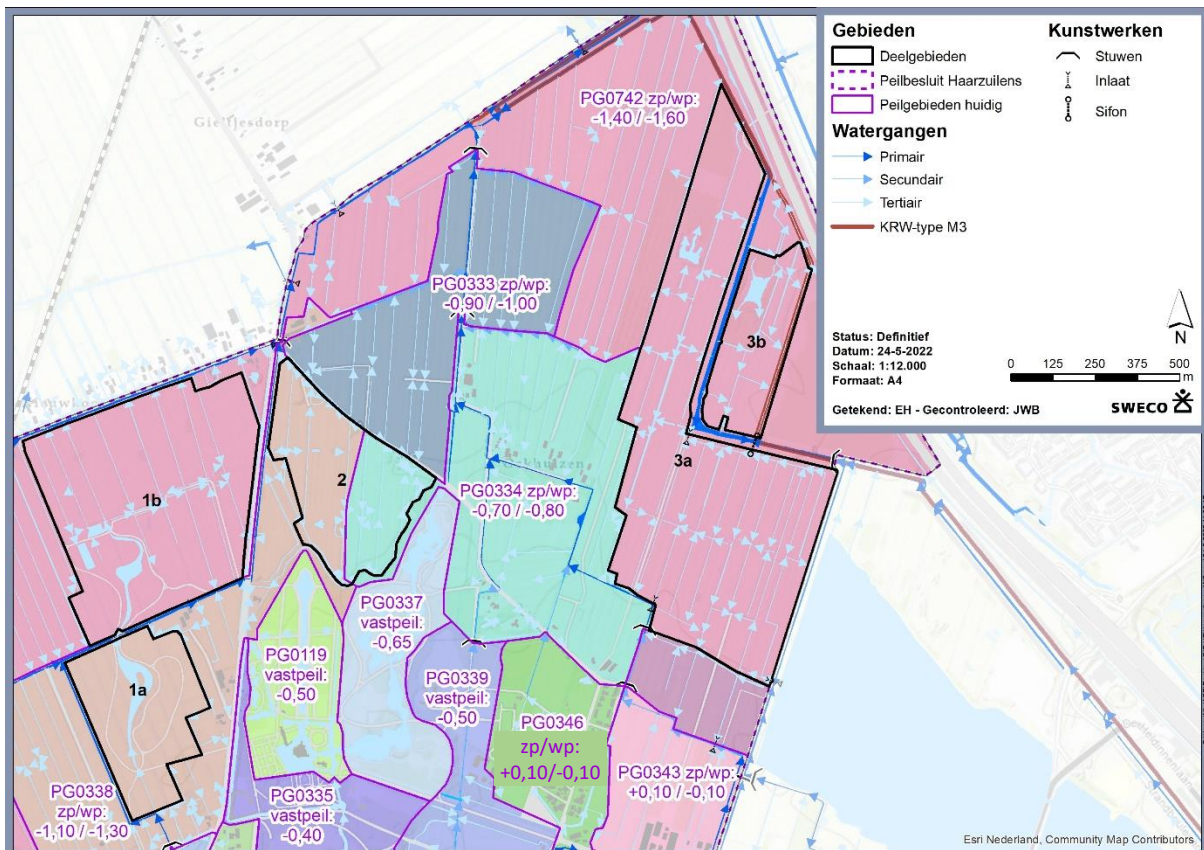 Gebieden
Deelgebieden
Peilbesluit Haarzuilens
Peilgebieden huidig
Watergangen
Primair
Secundair
Tertiair
KRW-type M3
Kunstwerken
Stuwen
Inlaat
Sifon
Status: Definitief
Datum: 24-5-2022
Schaal: 1:12.000
Formaat: A4
Getekend: EH - Gecontroleerd: JWB
N
0 125 250 375 500
m
SWECO
PG0742 zp/wp:
-1,40 / -1,60
PG0333 zp/wp:
-0,90 / -1,00
3b
3a
1b
2
PG0334 zp/wp:
-0,70 / -0,80
PG0337
vastpeil:
-0,65
PG0119
vastpeil:
-0,50
PG0339
vastpeil:
-0,50
1a
PG0346
zp/wp:
+0,10/-0,10
PG0343 zp/wp:
+0,10 / -0,10
PG0338
zp/wp:
-1,10 / -1,30
PG0335
vastpeil:
-0,40
Esri Nederland, Community Map Contributors